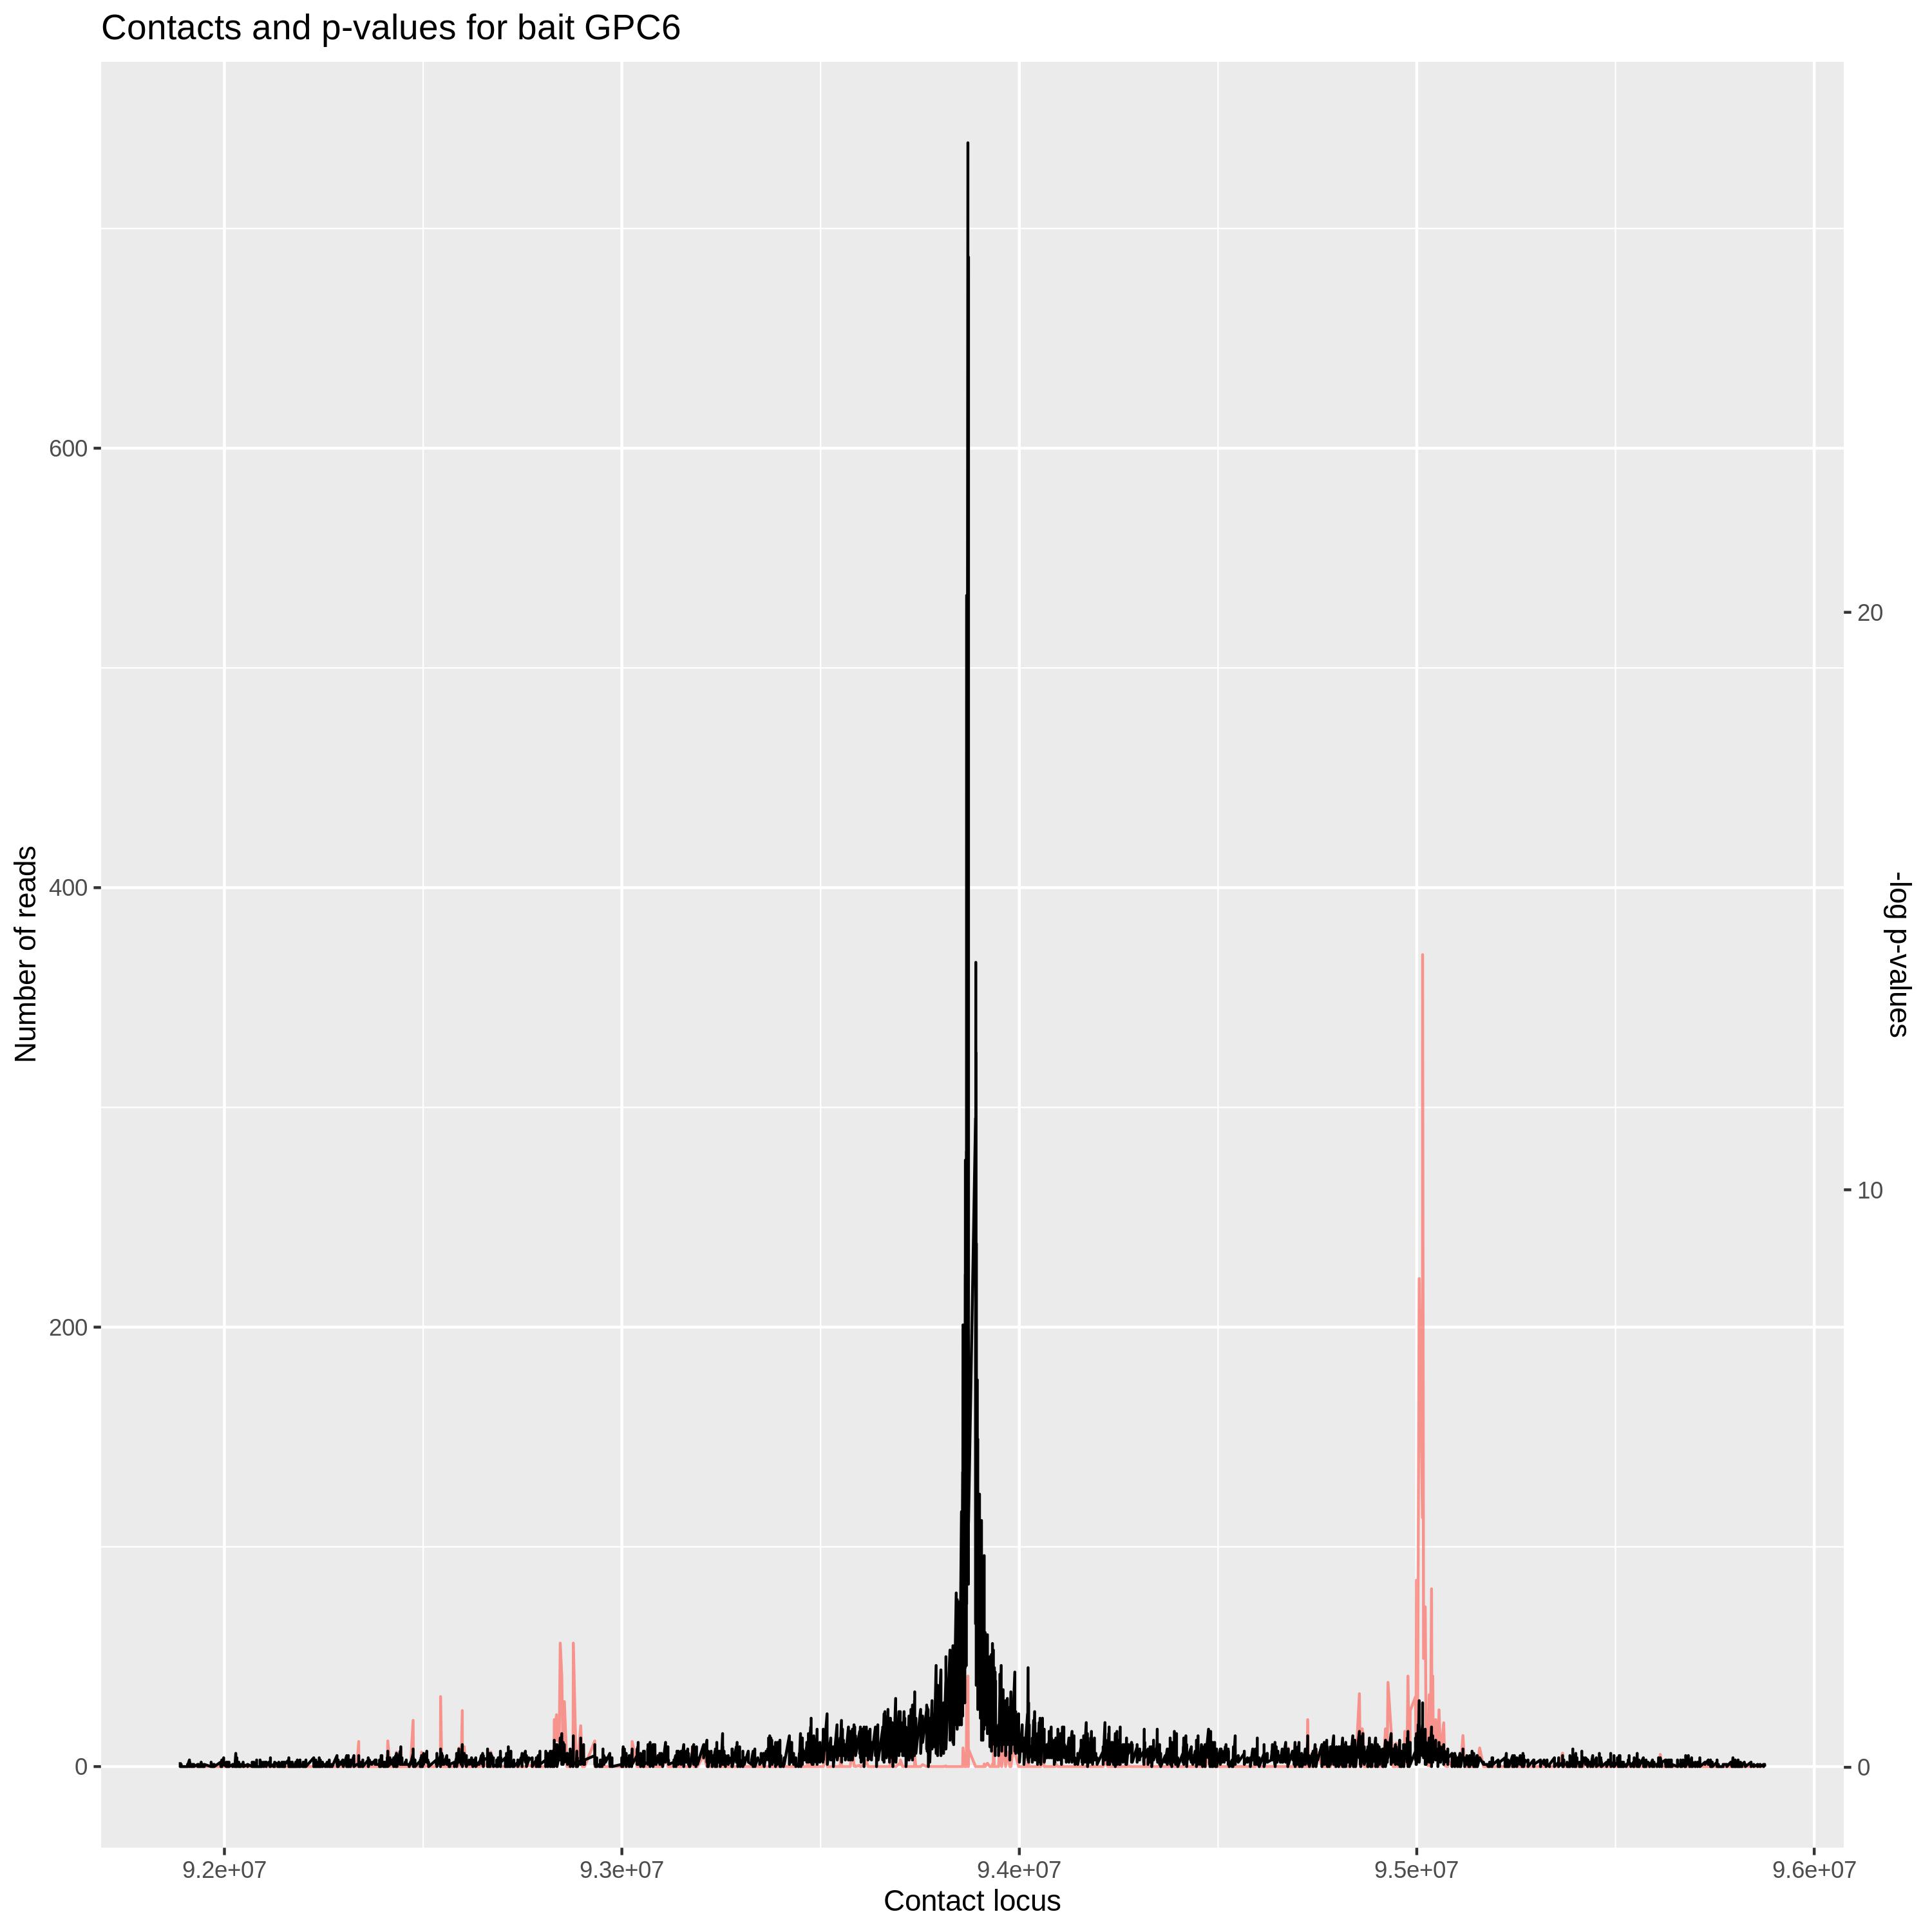 Contacts and p-values for bait GPC6
Number of reads
600
400
200
0
20
10
0
-log p-values
9.2e+07 9.3e+07 9.4e+07 9.5e+07 9.6e+07
Contact locus